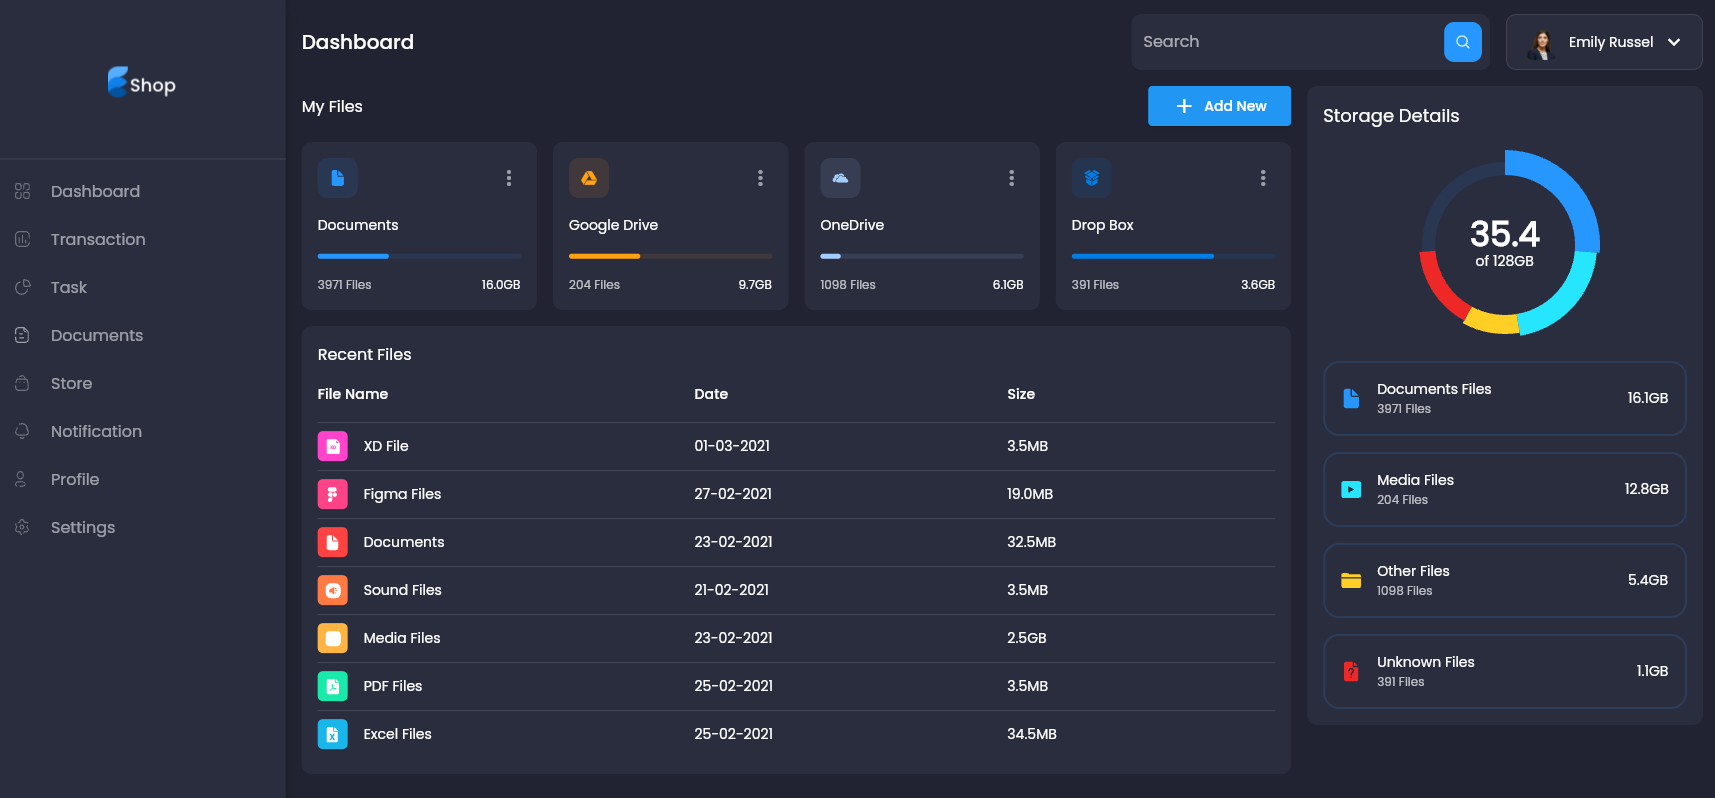 Shop
Dashboard
Transaction
Task
Documents
Store
Notification
Profile
Settings
Dashboard
Search
Emily Russel
My Files
Add New
Documents
3971 Files 16.0GB
Google Drive
204 Files 9.7GB
OneDrive
1098 Files 6.1GB
Drop Box
391 Files 3.6GB
Recent Files
File Name Date Size
XD File 01-03-2021 3.5MB
Figma Files 27-02-2021 19.0MB
Documents 23-02-2021 32.5MB
Sound Files 21-02-2021 3.5MB
Media Files 23-02-2021 2.5GB
PDF Files 25-02-2021 3.5MB
Excel Files 25-02-2021 34.5MB
Storage Details
35.4
of 128GB
Documents Files
3971 Files
16.1GB
Media Files
204 Files
12.8GB
Other Files
1098 Files
5.4GB
Unknown Files
391 Files
1.1GB